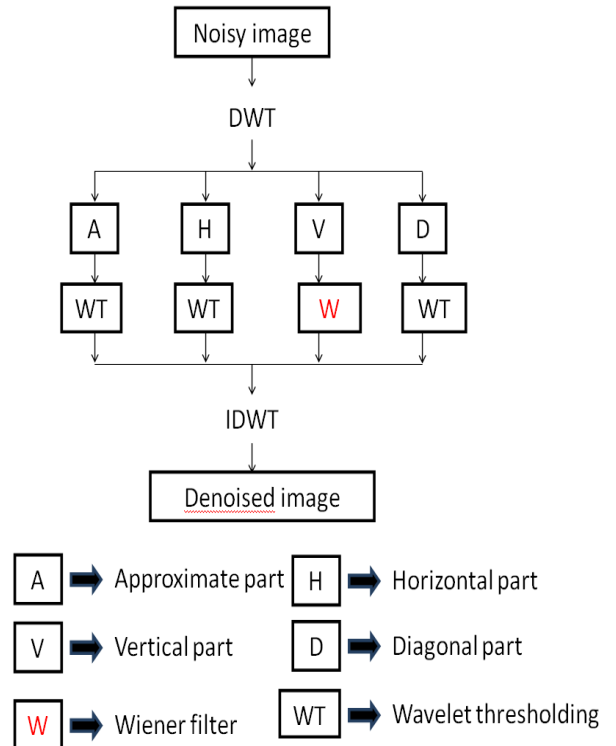 Noisy image
DWT
A H V D
WT WT W WT
IDWT
Denoised image
A Approximate part H Horizontal part
V Vertical part D Diagonal part
W Wiener filter WT Wavelet thresholding